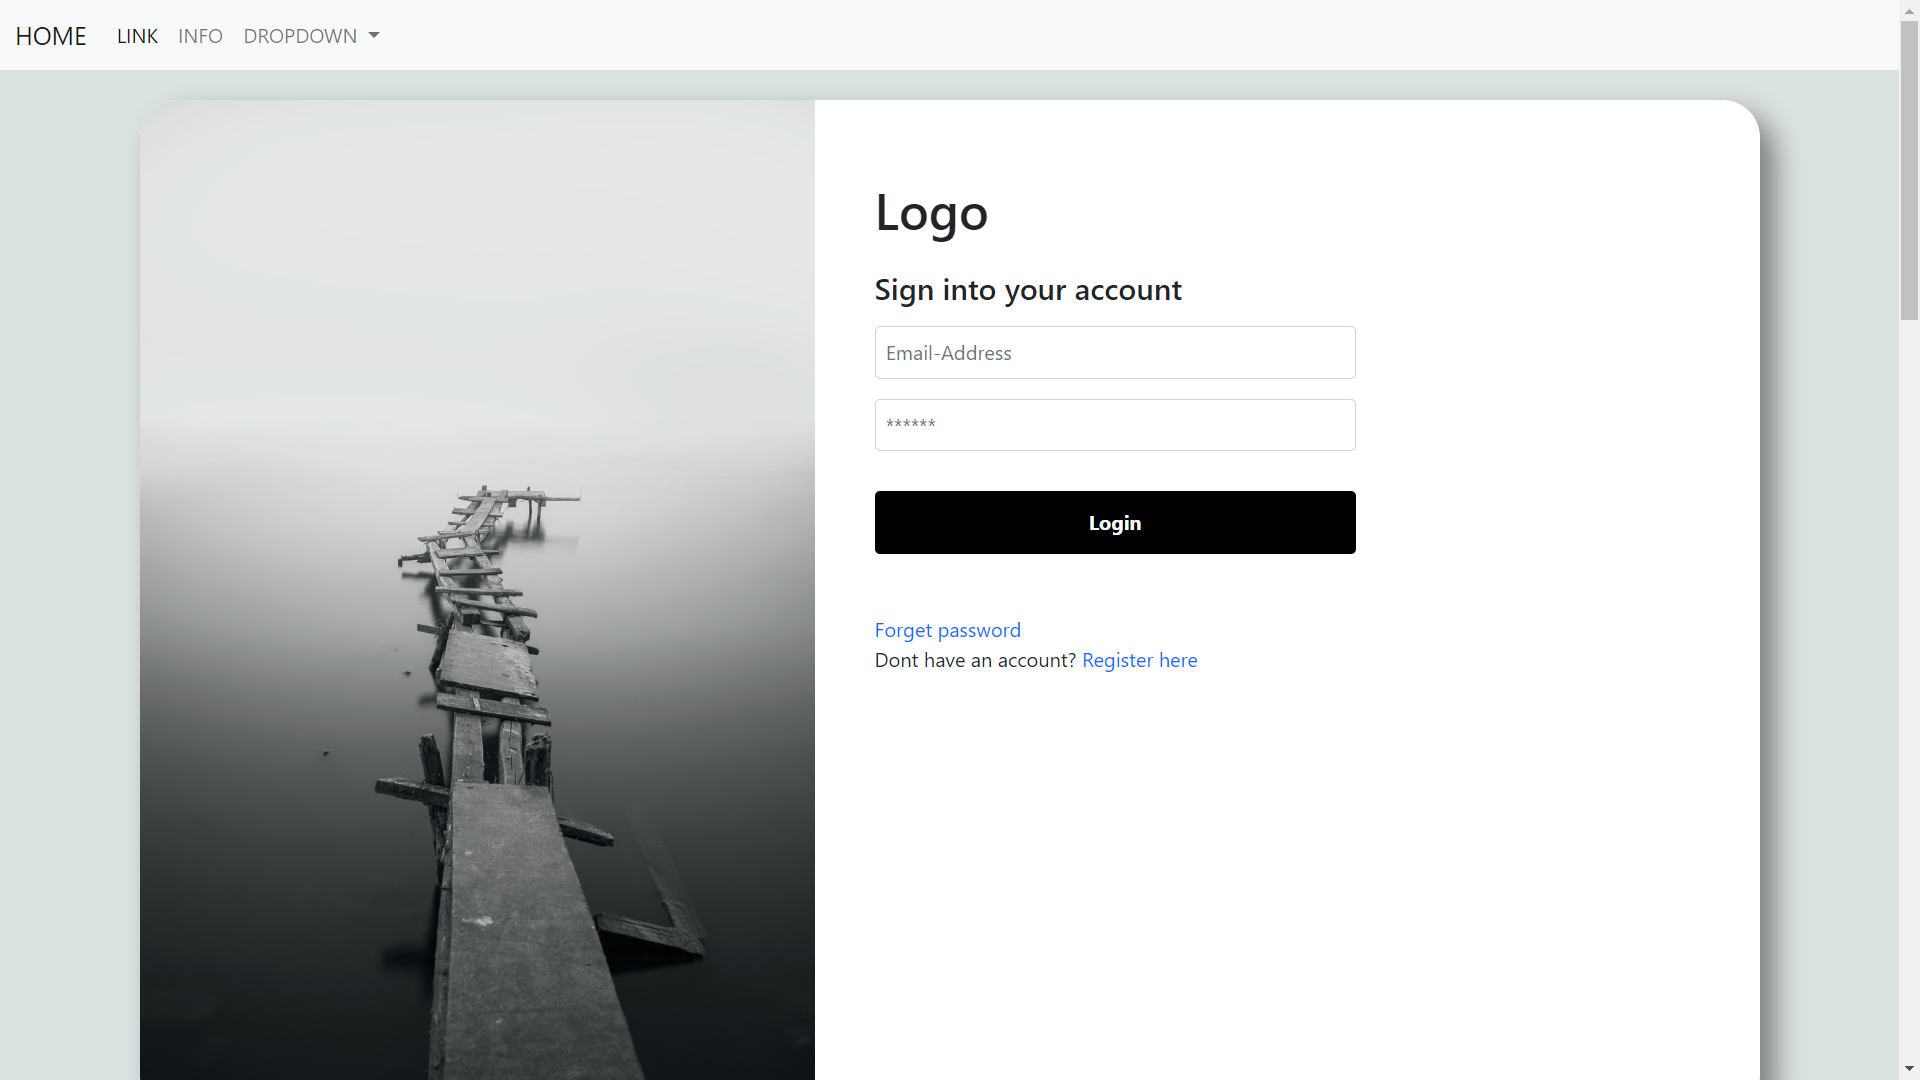 HOME LINK INFO DROPDOWN
Logo
Sign into your account
Email-Address
******
Login
Forget password
Dont have an account? Register here